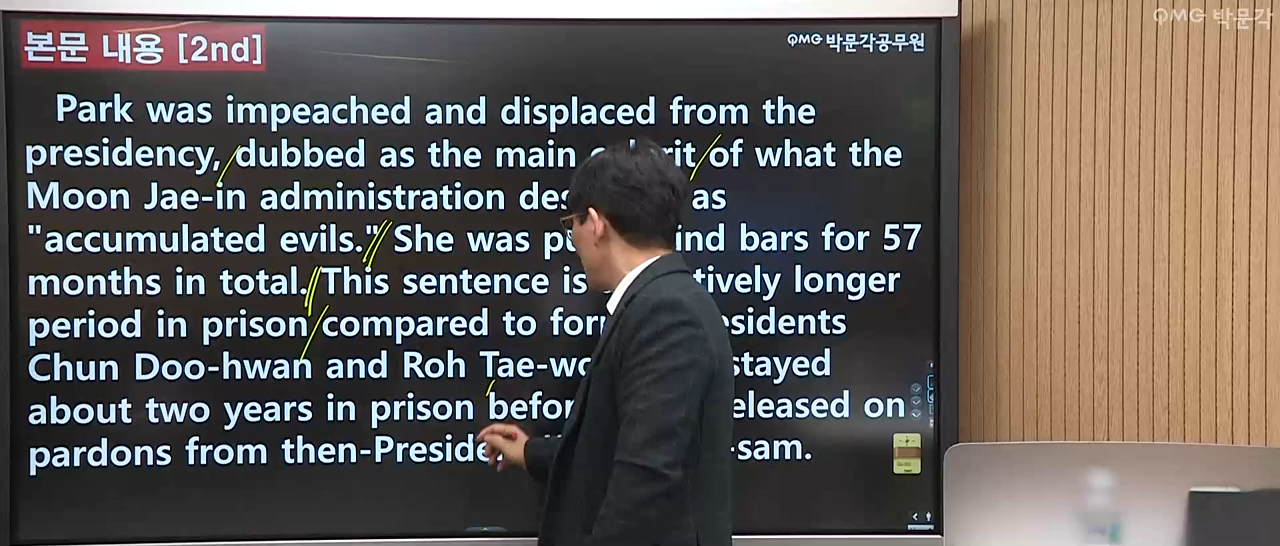 본문 내용 [2nd]
QMG 박문각공무원
QMG 박문각
Park was impeached and displaced from the
presidency, dubbed as the main of what the
Moon Jae-in administration as
"accumulated evils." She was bars for 57
months in total. This sentence is longer
period in prison compared to
Chun Doo-hwan and Roh stayed
about two years in prison on
pardons from